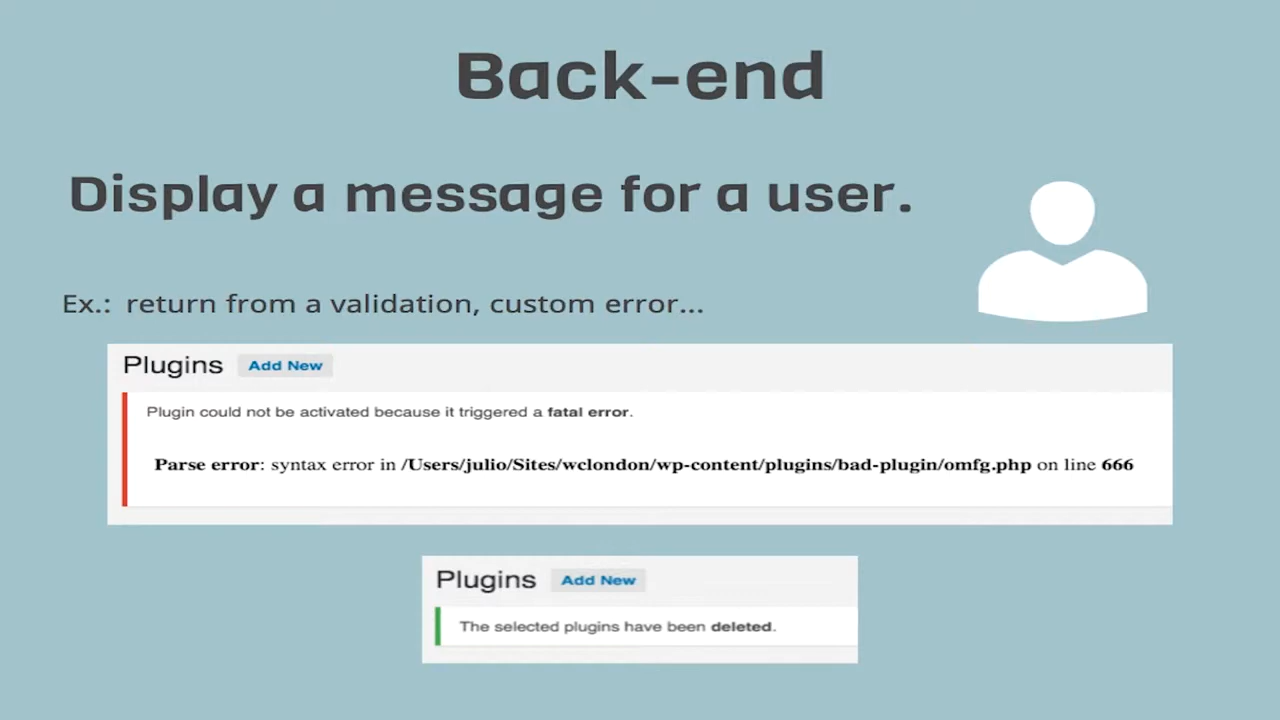 Back-end
Display a message for a user.
Ex.: return from a validation, custom error...
Plugins Add New
Plugin could not be activated because it triggered a fatal error.
Parse error: syntax error in /Users/julio/Sites/wclondon/wp-content/plugins/bad-plugin/omfg.php on line 666
Plugins Add New
The selected plugins have been deleted.